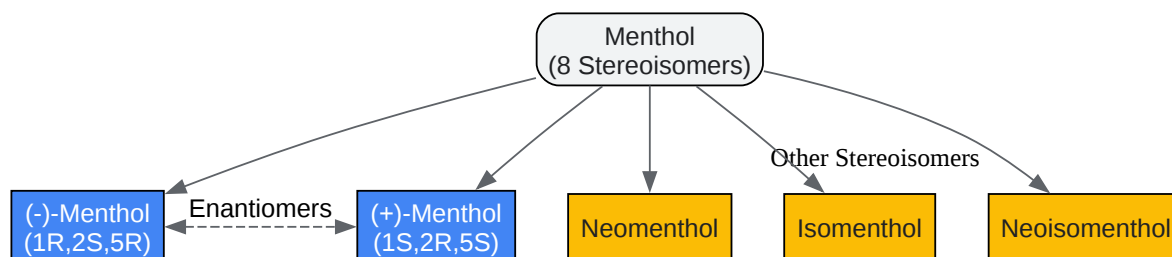 Menthol
(8 Stereoisomers)
Other Stereoisomers
(-)-Menthol
(1R,2S,5R)
Enantiomers
(+)-Menthol
(1S,2R,5S)
Neomenthol
Isomenthol
Neoisomenthol